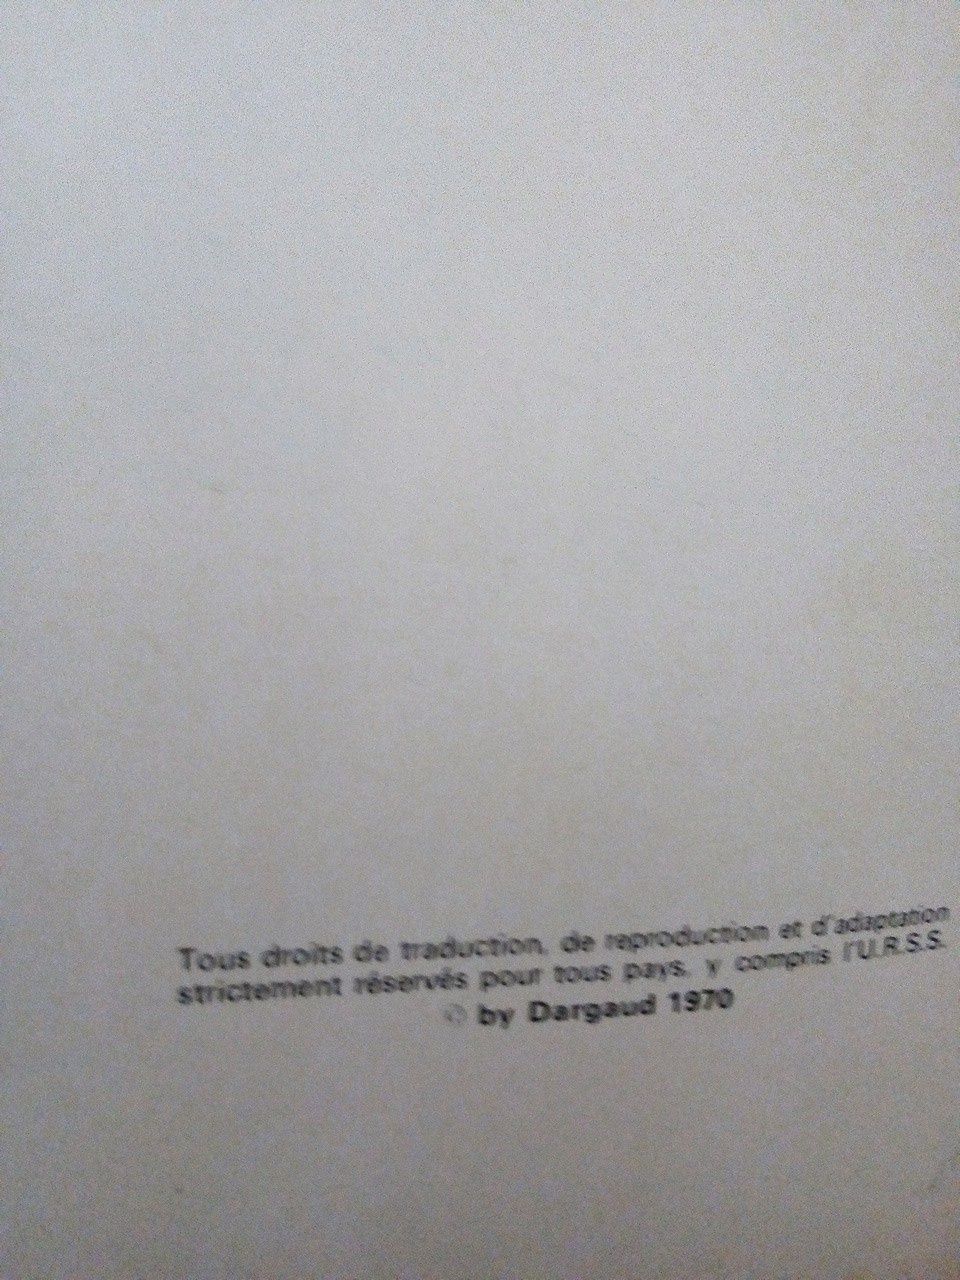 Tous droits de traduction, de reproduction et d'adaptation
strictement réservés pour tous pays, y compris l'U.R.S.S.
© by Dargaud 1970